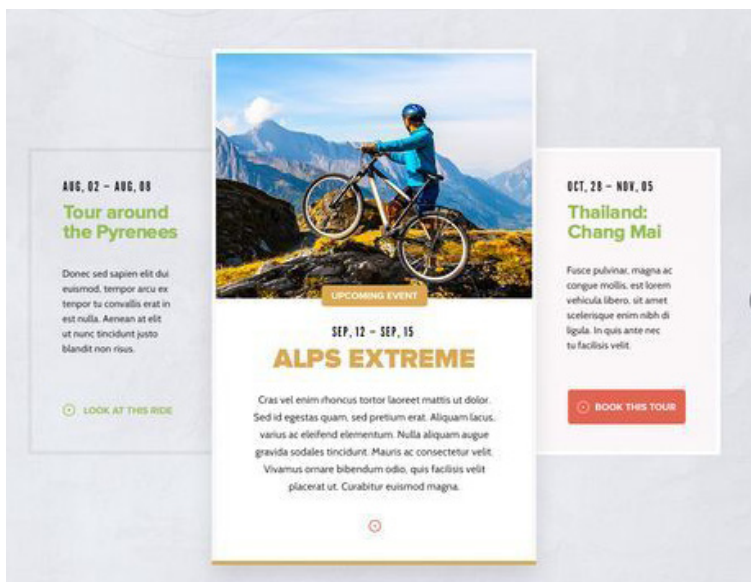 AUG, 02 – AUG, 08
Tour around
the Pyrenees
Donec sed sapien elit dui
euismod, tempor arcu ex
tenpor tu convallis erat in
est nulla. Aenean at elit
ut nunc tincidunt justo
blandit non risus.
LOOK AT THIS RIDE
UPCOMING EVENT
SEP, 12 – SEP, 15
ALPS EXTREME
Cras vel enim rhoncus tortor laoreet mattis ut dolor.
Sed id egestas quam, sed pretium erat. Aliquam lacus,
varius ac eleifend elementum. Nulla aliquam augue
gravida sodales tincidunt. Mauris ac consectetur velit.
Vivamus ornare bibendum odio, quis facilisis velit
placerat ut. Curabitur euismod magna.
OCT, 28 – NOV, 05
Thailand:
Chang Mai
Fusce pulvinar, magna ac
congue mollis, est lorem
vehicula libero, sit amet
scelerisque enim nibh di
ligula. In quis ante nec
tu facilisis velit
BOOK THIS TOUR